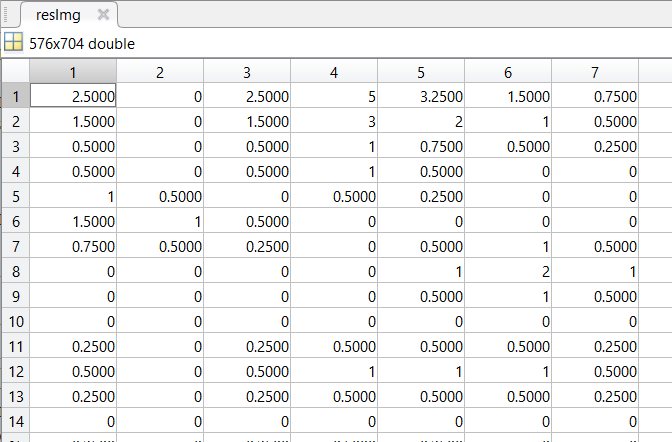 resImg
576x704 double
1 2 3 4 5 6 7
1 2.5000 0 2.5000 5 3.2500 1.5000 0.7500
2 1.5000 0 1.5000 3 2 1 0.5000
3 0.5000 0 0.5000 1 0.7500 0.5000 0.2500
4 0.5000 0 0.5000 1 0.5000 0 0
5 1 0.5000 0 0.5000 0.2500 0 0
6 1.5000 1 0.5000 0 0 0 0
7 0.7500 0.5000 0.2500 0 0.5000 1 0.5000
8 0 0 0 0 1 2 1
9 0 0 0 0 0.5000 1 0.5000
10 0 0 0 0 0 0 0
11 0.2500 0 0.2500 0.5000 0.5000 0.5000 0.2500
12 0.5000 0 0.5000 1 1 1 0.5000
13 0.2500 0 0.2500 0.5000 0.5000 0.5000 0.2500
14 0 0 0 0 0 0 0